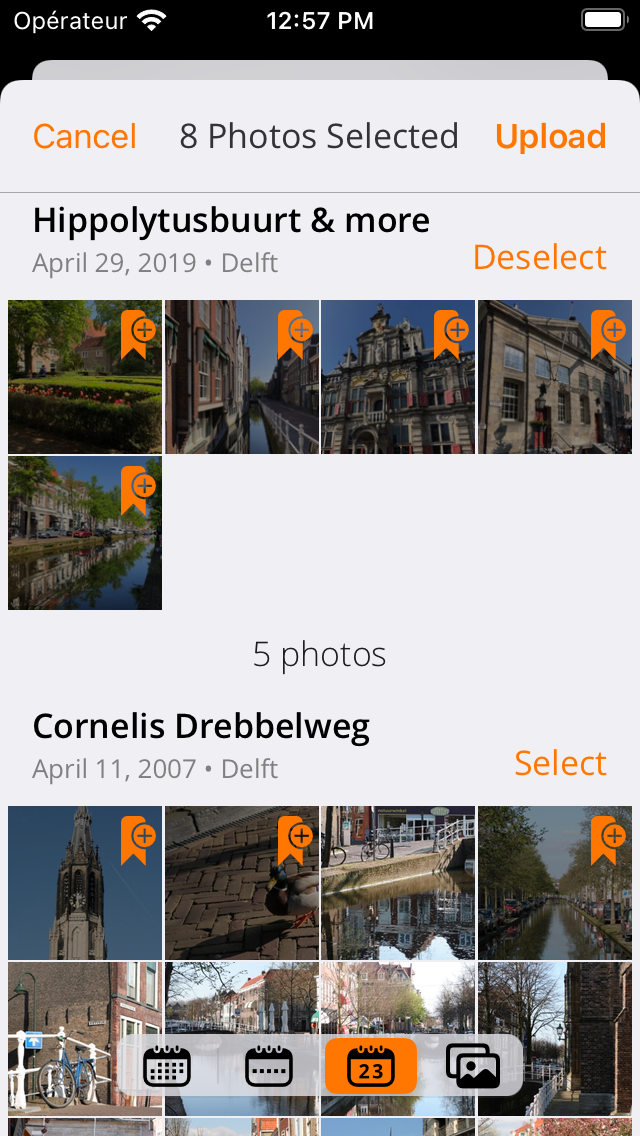 Opérateur 12:57 PM
Cancel 8 Photos Selected Upload
Hippolytusbuurt & more
April 29, 2019 • Delft
Deselect
5 photos
Cornelis Drebbelweg
April 11, 2007 • Delft
Select
23